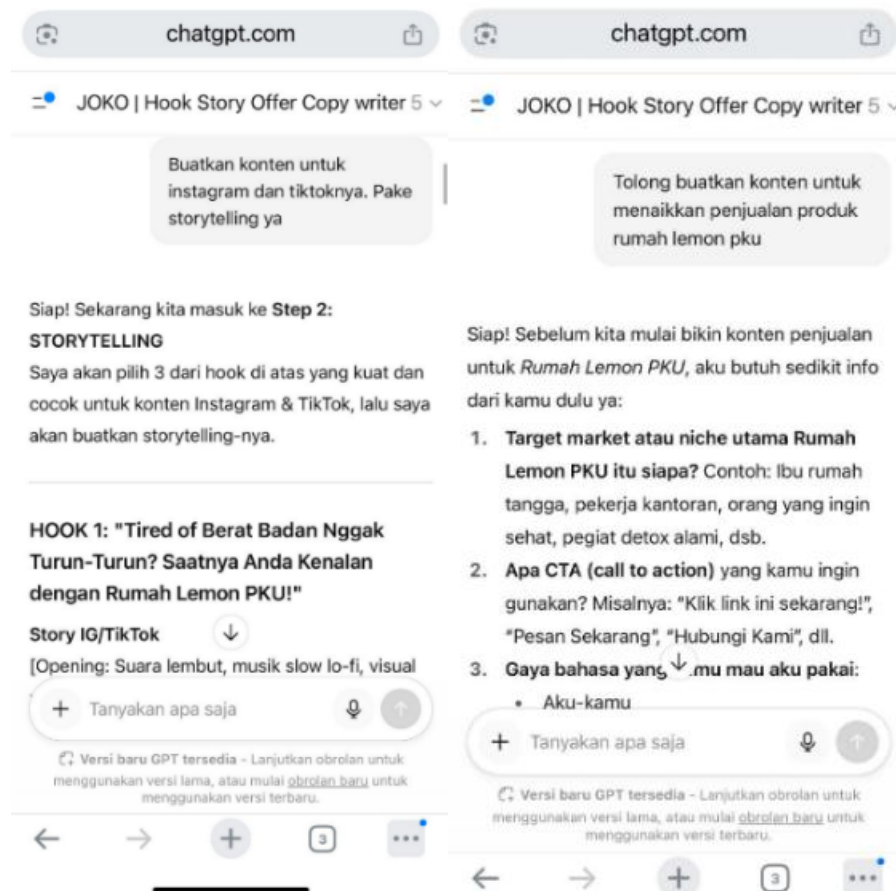 chatgpt.com
JOKO | Hook Story Offer Copy writer 5
Buatkan konten untuk
instagram dan tiktoknya. Pake
storytelling ya
Siap! Sekarang kita masuk ke Step 2:
STORYTELLING
Saya akan pilih 3 dari hook di atas yang kuat dan
cocok untuk konten Instagram & TikTok, lalu saya
akan buatkan storytelling-nya.
HOOK 1: "Tired of Berat Badan Nggak
Turun-Turun? Saatnya Anda Kenalan
dengan Rumah Lemon PKU!"
Story IG/TikTok
[Opening: Suara lembut, musik slow lo-fi, visual
Tanyakan apa saja
Versi baru GPT tersedia - Lanjutkan obrolan untuk
menggunakan versi lama, atau mulai obrolan baru untuk
menggunakan versi terbaru.
3
chatgpt.com
JOKO | Hook Story Offer Copy writer 5
Tolong buatkan konten untuk
menaikkan penjualan produk
rumah lemon pku
Siap! Sebelum kita mulai bikin konten penjualan
untuk Rumah Lemon PKU, aku butuh sedikit info
dari kamu dulu ya:
1. Target market atau niche utama Rumah
Lemon PKU itu siapa? Contoh: Ibu rumah
tangga, pekerja kantoran, orang yang ingin
sehat, pegiat detox alami, dsb.
2. Apa CTA (call to action) yang kamu ingin
gunakan? Misalnya: "Klik link ini sekarang!",
"Pesan Sekarang", "Hubungi Kami", dll.
3. Gaya bahasa yang mu mau aku pakai:
• Aku-kamu
Tanyakan apa saja
Versi baru GPT tersedia - Lanjutkan obrolan untuk
menggunakan versi lama, atau mulai obrolan baru untuk
menggunakan versi terbaru.
3